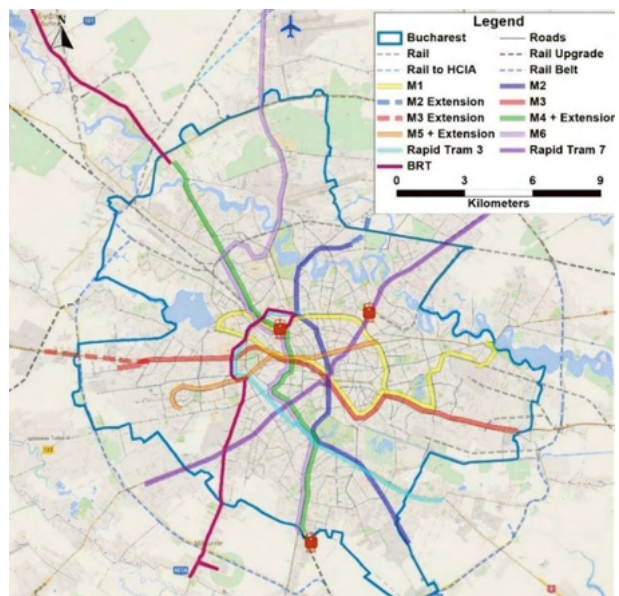 N
Legend
Bucharest
Roads
Rail
Rail Upgrade
Rail to HCIA
Rail Belt
M1
M2
M2 Extension
M3
M3 Extension
M4 + Extension
M5 + Extension
M6
Rapid Tram 3
Rapid Tram 7
BRT
0 3 6 9
Kilometers